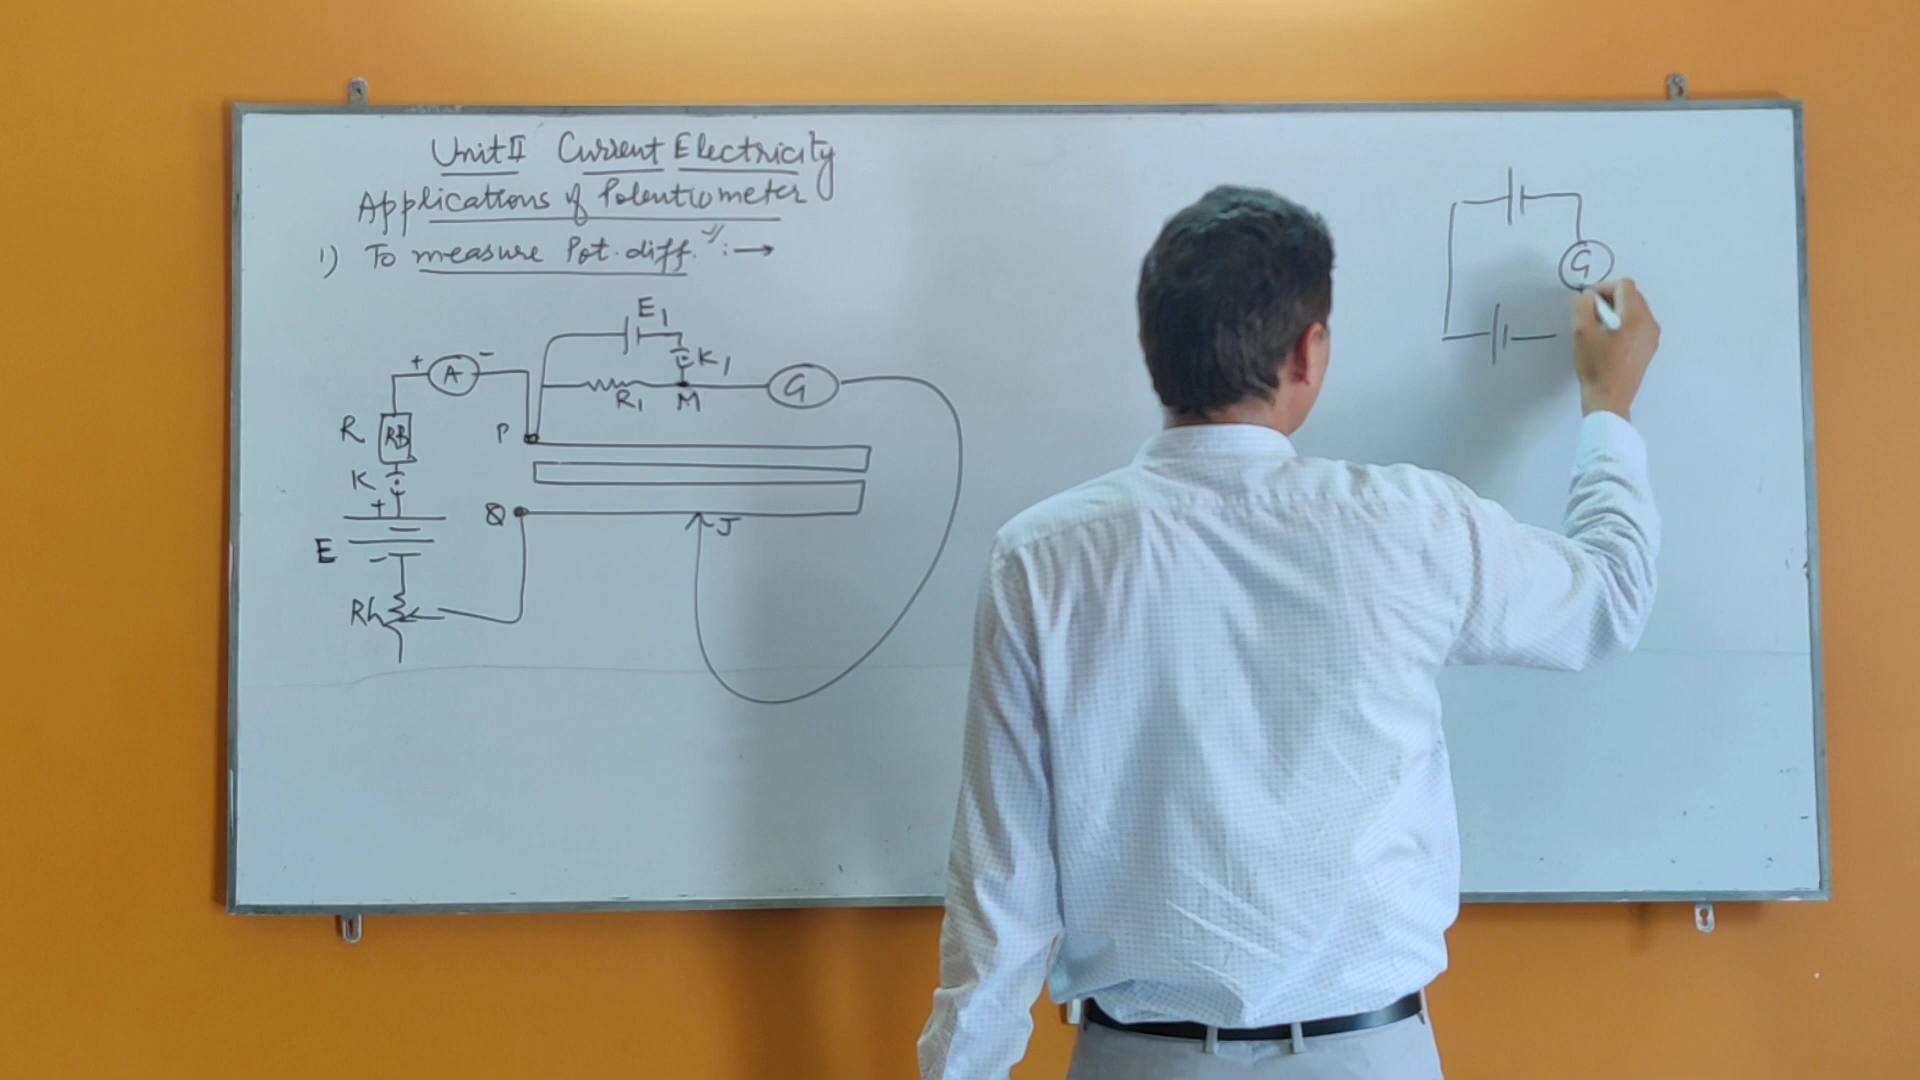 Unit II Current Electricity
Applications of Potentiometer
1) To measure Pot. diff. :→
E1
K1
+ A -
R1 M G
R RB
P
K
+
Q J
E
-
Rh
G